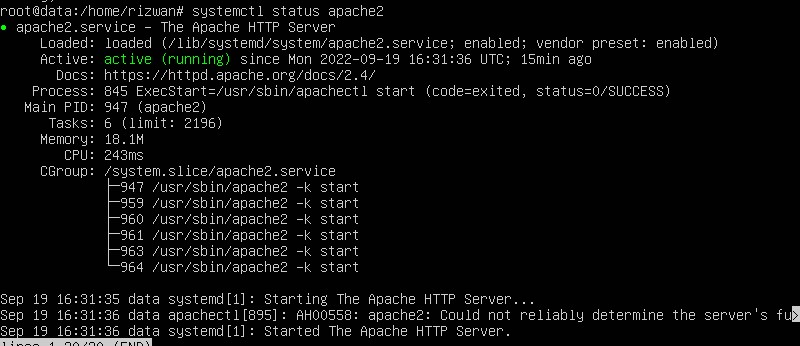 root@data:/home/rizwan# systemctl status apache2
● apache2.service - The Apache HTTP Server
Loaded: loaded (/lib/systemd/system/apache2.service; enabled; vendor preset: enabled)
Active: active (running) since Mon 2022-09-19 16:31:36 UTC; 15min ago
Docs: https://httpd.apache.org/docs/2.4/
Process: 845 ExecStart=/usr/sbin/apachectl start (code=exited, status=0/SUCCESS)
Main PID: 947 (apache2)
Tasks: 6 (limit: 2196)
Memory: 18.1M
CPU: 243ms
CGroup: /system.slice/apache2.service
├─947 /usr/sbin/apache2 -k start
├─959 /usr/sbin/apache2 -k start
├─960 /usr/sbin/apache2 -k start
├─961 /usr/sbin/apache2 -k start
├─963 /usr/sbin/apache2 -k start
└─964 /usr/sbin/apache2 -k start
Sep 19 16:31:35 data systemd[1]: Starting The Apache HTTP Server...
Sep 19 16:31:36 data apachectl[895]: AH00558: apache2: Could not reliably determine the server's fu>
Sep 19 16:31:36 data systemd[1]: Started The Apache HTTP Server.
lines 1-20/20 (END)